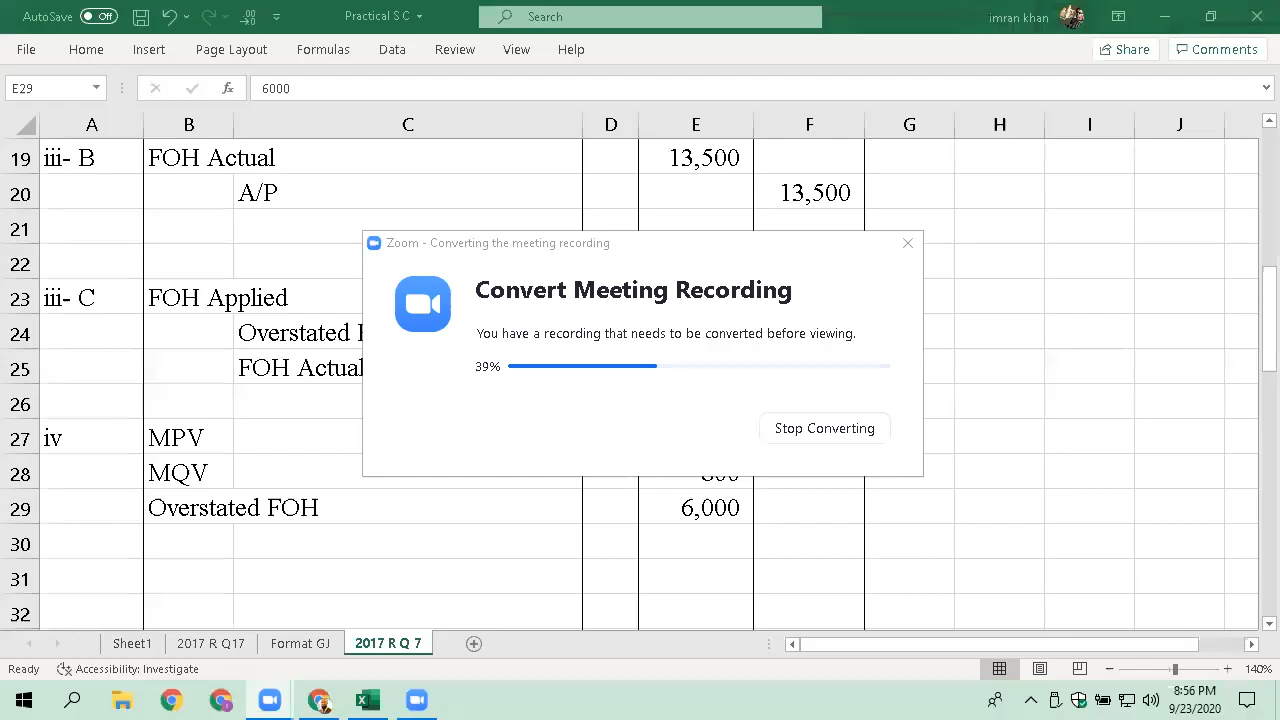 AutoSave Off Practical S C Search imran khan
File Home Insert Page Layout Formulas Data Review View Help Share Comments
E29 fx 6000
A B C D E F G H I J
19 iii- B FOH Actual 13,500
20 A/P 13,500
21
22
Zoom - Converting the meeting recording
Convert Meeting Recording
You have a recording that needs to be converted before viewing.
39%
Stop Converting
23 iii- C FOH Applied
24 Overstated
25 FOH Actual
26
27 iv MPV
28 MQV
29 Overstated FOH 6,000
30
31
32
Sheet1 2017 R Q17 Format GJ 2017 R Q 7
Ready Accessibility: Investigate 140%
8:56 PM
9/23/2020